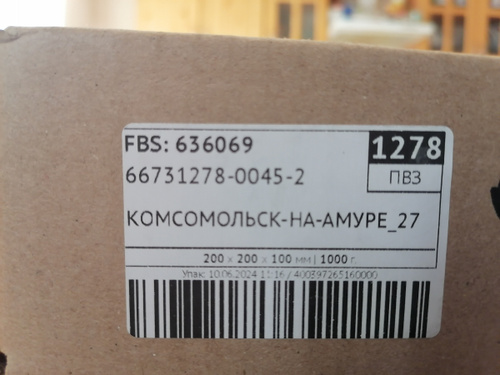 FBS: 636069
1278
66731278-0045-2
ПВЗ
КОМСОМОЛЬСК-НА-АМУРЕ_27
200 x 200 x 100 мм | 1000 г.
Упак: 10.06.2024 11:16 / 400397265160000